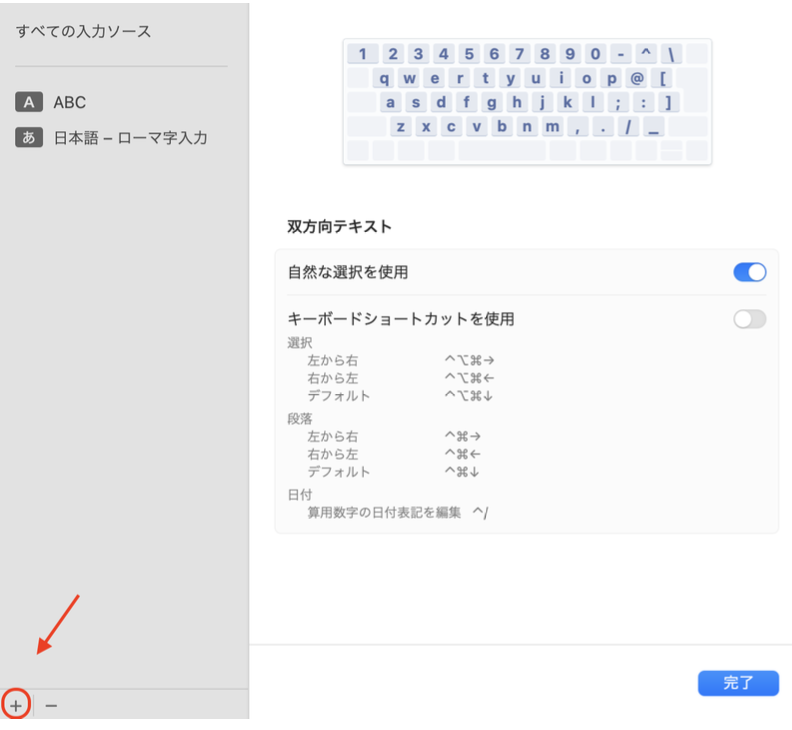 すべての入力ソース
A ABC
あ 日本語 – ローマ字入力
+ −
1 2 3 4 5 6 7 8 9 0 - ^ \
q w e r t y u i o p @ [
a s d f g h j k l ; : ]
z x c v b n m , . / _
双方向テキスト
自然な選択を使用
キーボードショートカットを使用
選択
左から右 ^⌥⌘→
右から左 ^⌥⌘←
デフォルト ^⌥⌘↓
段落
左から右 ^⌘→
右から左 ^⌘←
デフォルト ^⌘↓
日付
算用数字の日付表記を編集 ^/
完了